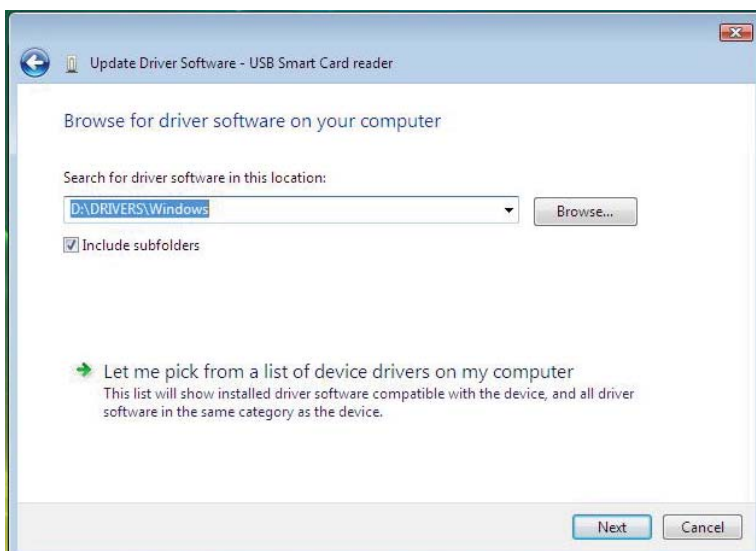 Update Driver Software - USB Smart Card reader
Browse for driver software on your computer
Search for driver software in this location:
D:\DRIVERS\Windows
Browse...
Include subfolders
Let me pick from a list of device drivers on my computer
This list will show installed driver software compatible with the device, and all driver
software in the same category as the device.
Next
Cancel